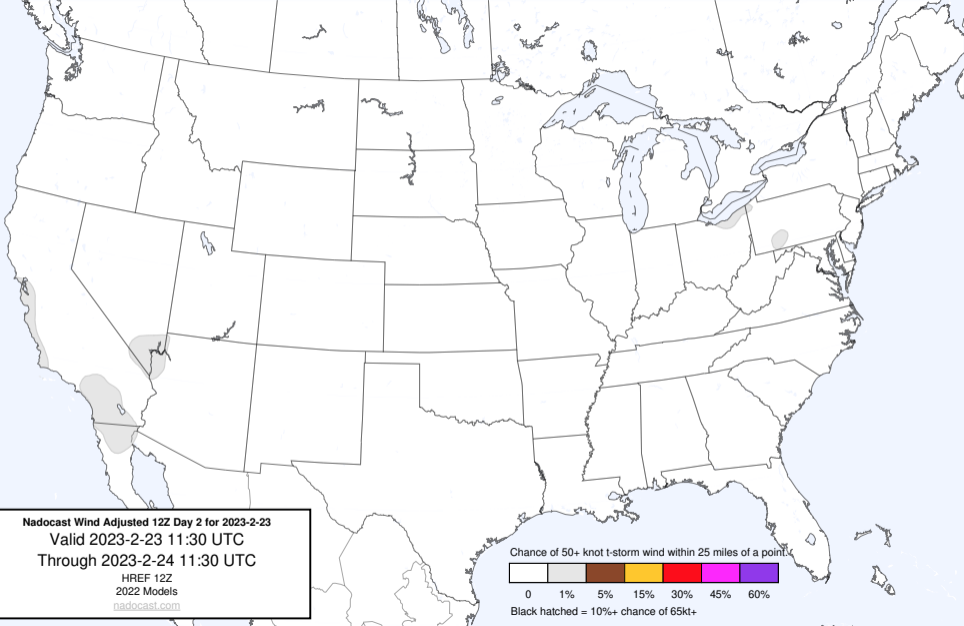 Nadocast Wind Adjusted 12Z Day 2 for 2023-2-23
Valid 2023-2-23 11:30 UTC
Through 2023-2-24 11:30 UTC
HREF 12Z
2022 Models
nadocast.com
Chance of 50+ knot t-storm wind within 25 miles of a point.
0 1% 5% 15% 30% 45% 60%
Black hatched = 10%+ chance of 65kt+